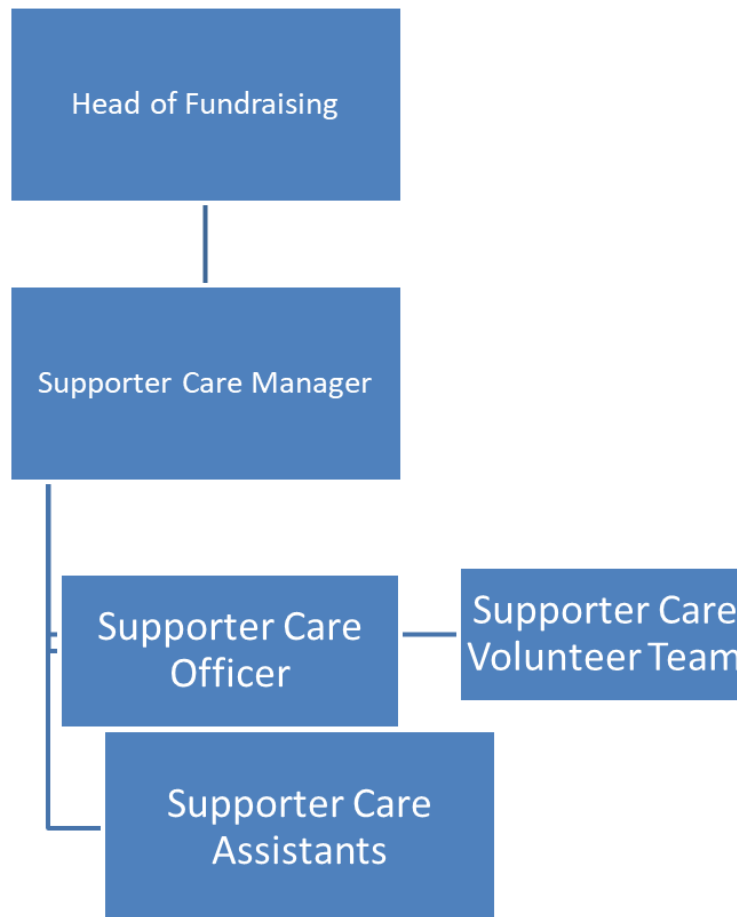 Head of Fundraising
Supporter Care Manager
Supporter Care
Officer
Supporter Care
Volunteer Team
Supporter Care
Assistants